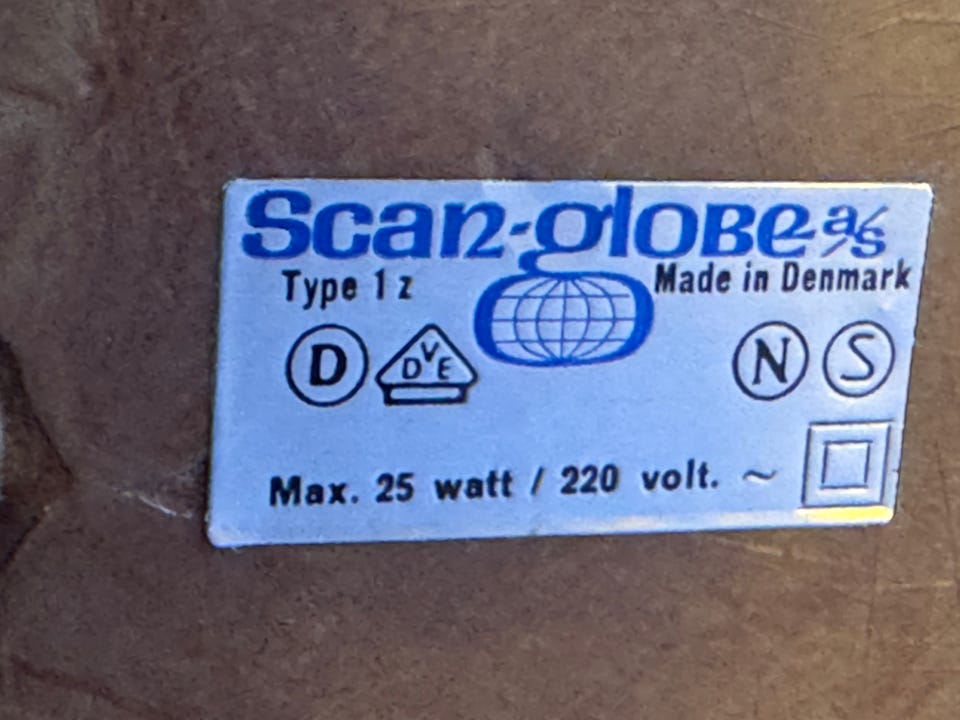 Scan-globe a/s
Type 1 z
Made in Denmark
D
DVE
N
S
Max. 25 watt / 220 volt. ~